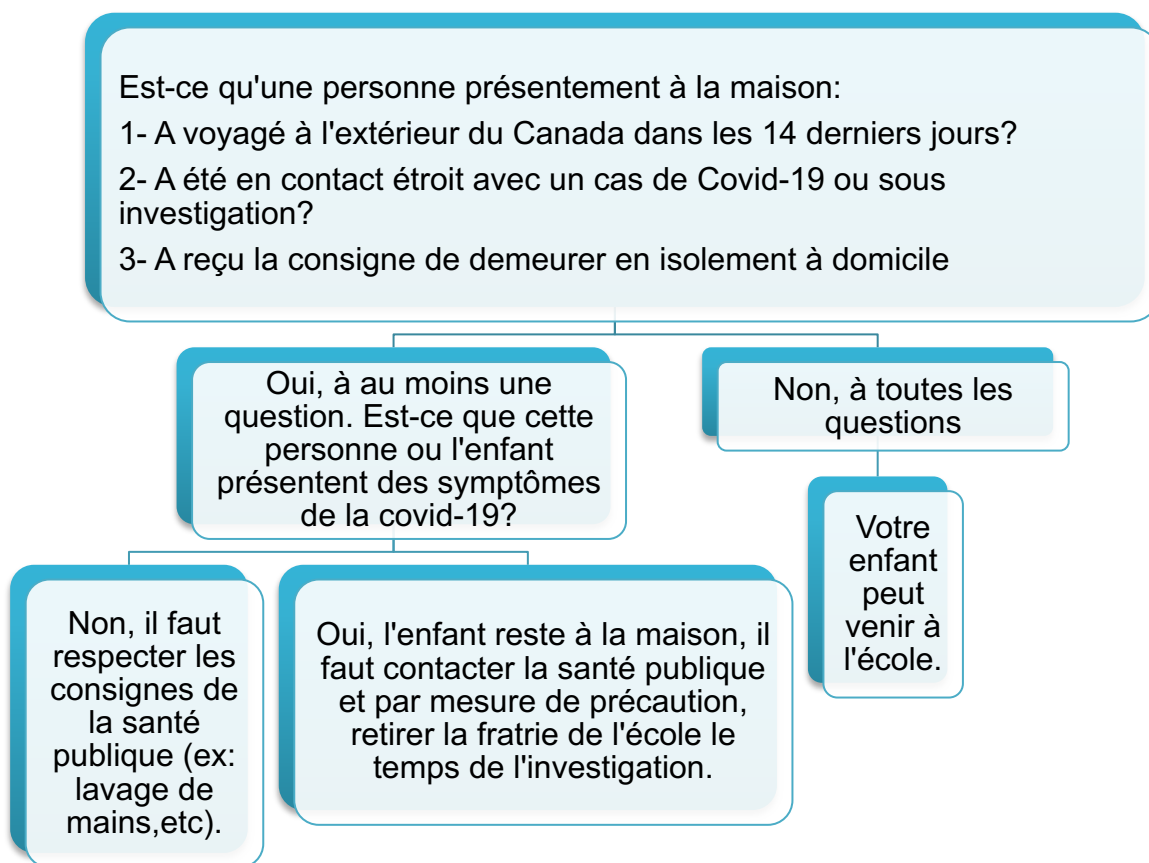 Est-ce qu'une personne présentement à la maison:
1- A voyagé à l'extérieur du Canada dans les 14 derniers jours?
2- A été en contact étroit avec un cas de Covid-19 ou sous
investigation?
3- A reçu la consigne de demeurer en isolement à domicile
Oui, à au moins une
question. Est-ce que cette
personne ou l'enfant
présentent des symptômes
de la covid-19?
Non, à toutes les
questions
Non, il faut
respecter les
consignes de
la santé
publique (ex:
lavage de
mains,etc).
Oui, l'enfant reste à la maison, il
faut contacter la santé publique
et par mesure de précaution,
retirer la fratrie de l'école le
temps de l'investigation.
Votre
enfant
peut
venir à
l'école.